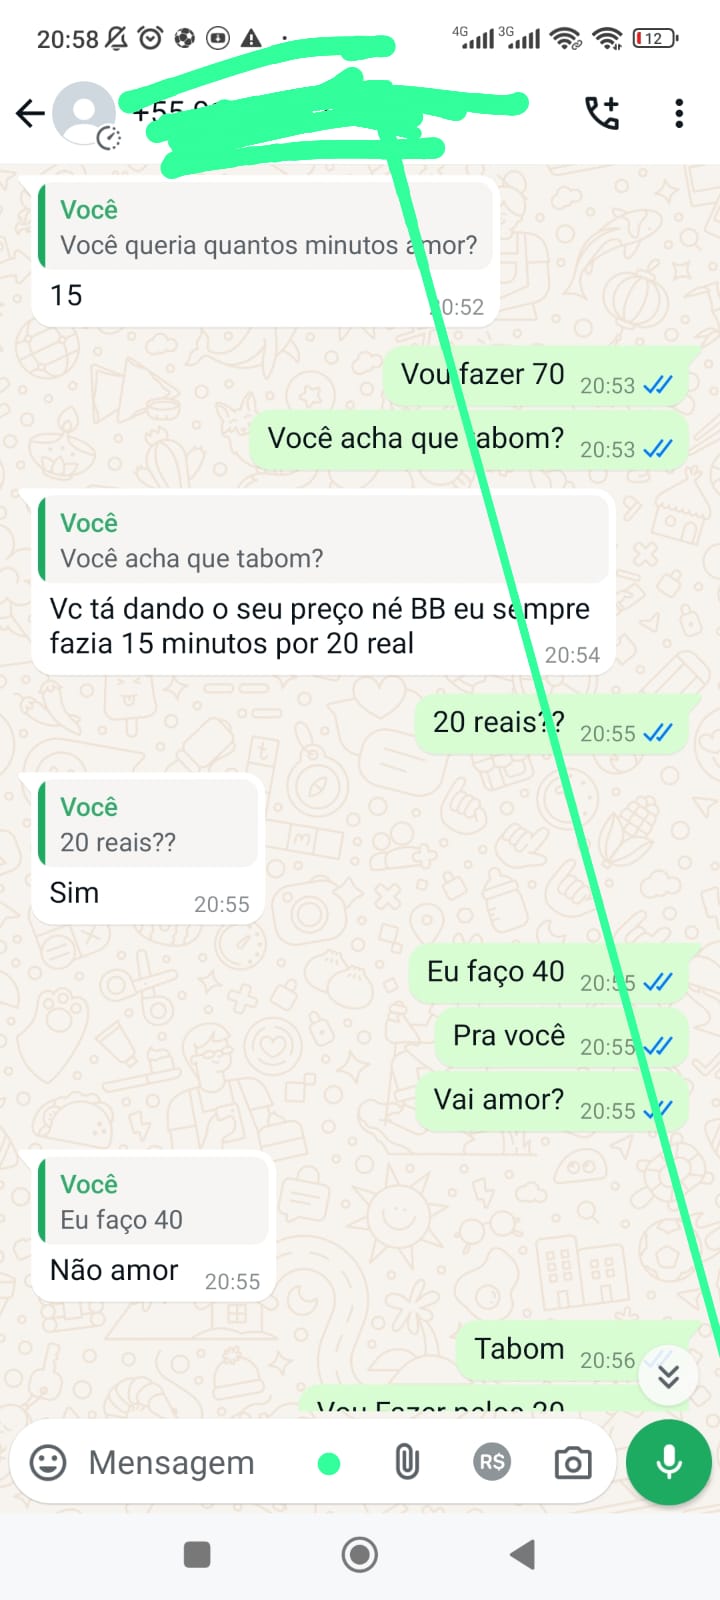 20:58
4G
3G
12
+55
Você
Você queria quantos minutos amor?
15
20:52
Vou fazer 70 20:53
Você acha que tabom? 20:53
Você
Você acha que tabom?
Vc tá dando o seu preço né BB eu sempre
fazia 15 minutos por 20 real
20:54
20 reais?? 20:55
Você
20 reais??
Sim
20:55
Eu faço 40 20:55
Pra você 20:55
Vai amor? 20:55
Você
Eu faço 40
Não amor
20:55
Tabom 20:56
Vou Fazer pelos 20
Mensagem
R$